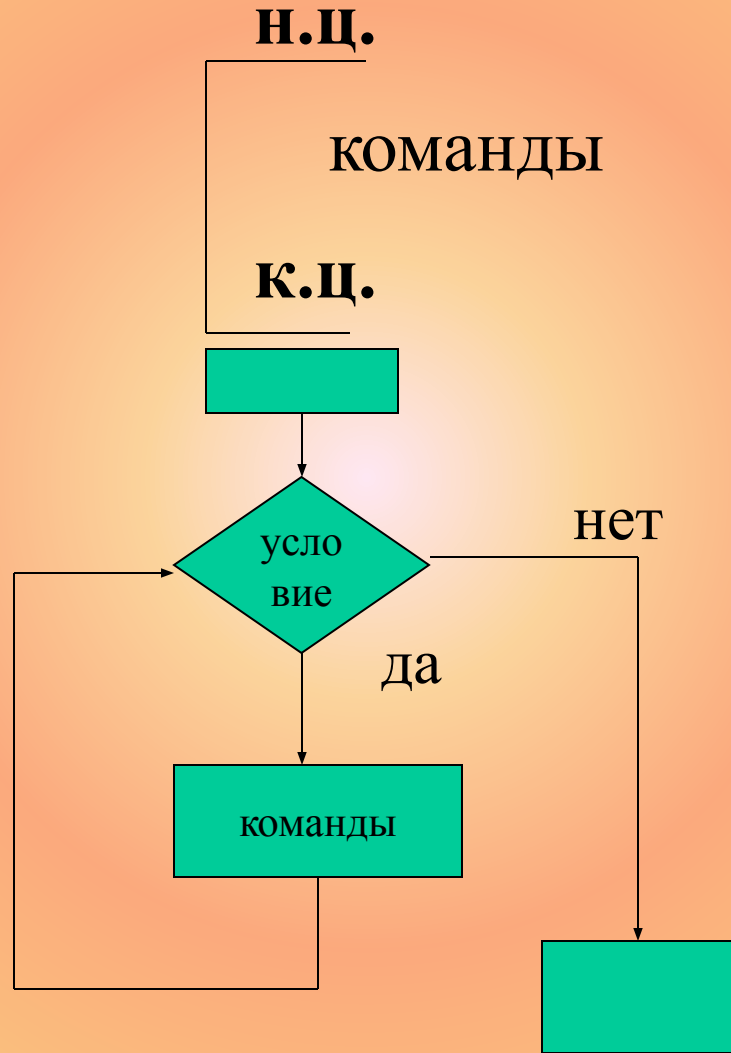 н.ц.
команды
к.ц.
усло
вие
нет
да
команды